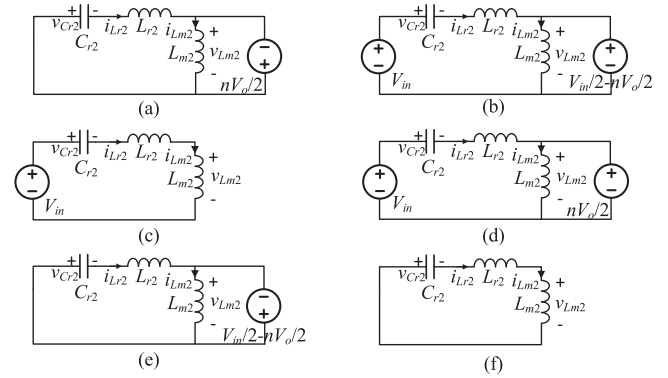 vCr2 + - iLr2 Lr2 iLm2 + - Cr2 Lm2 vLm2 + - nVo/2
(a)
+ - Vin vCr2 + - iLr2 Lr2 iLm2 + + Cr2 Lm2 vLm2 - - Vin/2-nVo/2
(b)
+ - Vin vCr2 + - iLr2 Lr2 iLm2 + Cr2 Lm2 vLm2 -
(c)
+ - Vin vCr2 + - iLr2 Lr2 iLm2 + + Cr2 Lm2 vLm2 - - nVo/2
(d)
vCr2 + - iLr2 Lr2 iLm2 + - Cr2 Lm2 vLm2 + - Vin/2-nVo/2
(e)
vCr2 + - iLr2 Lr2 iLm2 + Cr2 Lm2 vLm2 -
(f)